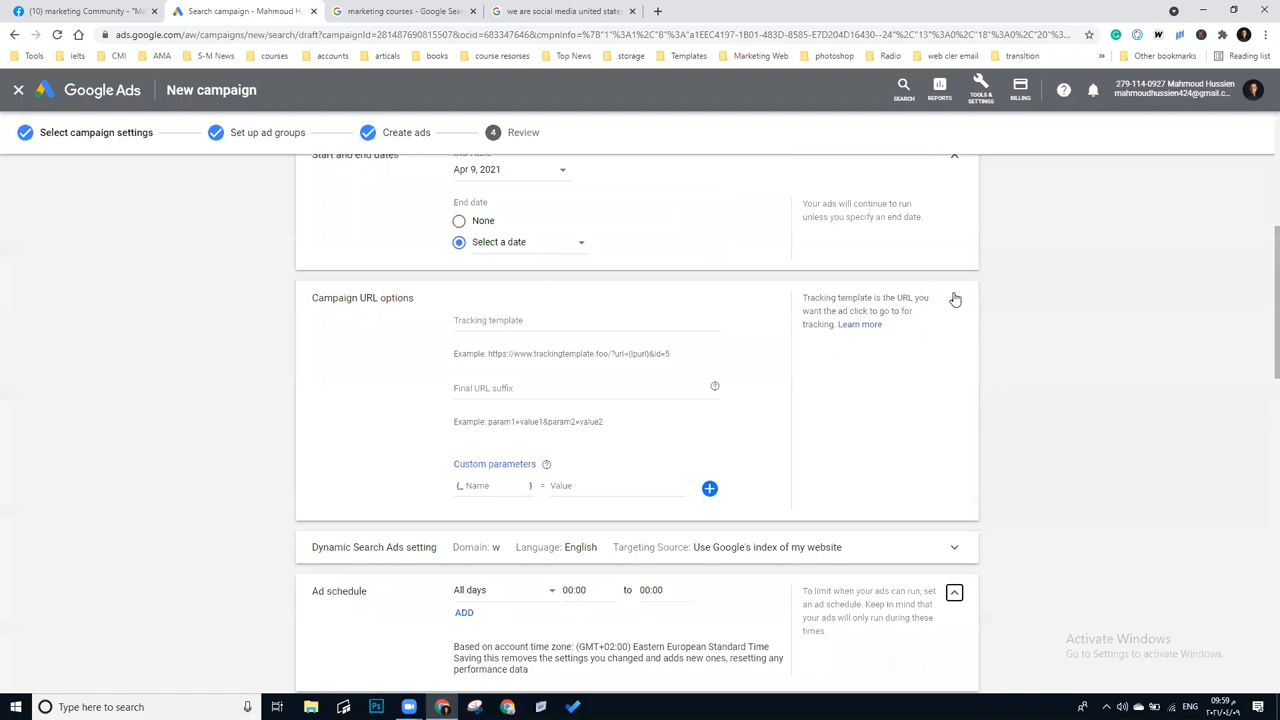 (10) marketing Community - "Ma
Search campaign - Mahmoud H
marketing courses - Google Sea
we are social media united state
ads.google.com/aw/campaigns/new/search/draft?campaignId=281487690815507&ocid=683347646&cmpnInfo=%7B"1"%3A1%2C"8"%3A"a1EEC4197-1B01-483D-8585-E7D204D16430--24"%2C"13"%3A0%2C"18"%3A0%2C"20"%3...
Tools
ielts
CMI
AMA
S-M News
courses
accounts
articals
books
course resorses
Top News
storage
Templates
Marketing Web
photoshop
Radio
web cler email
transltion
»
Other bookmarks
Reading list
Google Ads
New campaign
SEARCH
REPORTS
TOOLS &
SETTINGS
BILLING
279-114-0927 Mahmoud Hussien
mahmoudhussien424@gmail.c...
Select campaign settings
Set up ad groups
Create ads
4 Review
Start and end dates
Start date
Apr 9, 2021
End date
None
Select a date
Your ads will continue to run
unless you specify an end date.
Campaign URL options
Tracking template
Example: https://www.trackingtemplate.foo/?url={lpurl}&id=5
Final URL suffix
Example: param1=value1&param2=value2
Custom parameters
{_ Name } = Value
Tracking template is the URL you
want the ad click to go to for
tracking. Learn more
Dynamic Search Ads setting Domain: w Language: English Targeting Source: Use Google's index of my website
Ad schedule
All days 00:00 to 00:00
ADD
Based on account time zone: (GMT+02:00) Eastern European Standard Time
Saving this removes the settings you changed and adds new ones, resetting any
performance data
To limit when your ads can run, set
an ad schedule. Keep in mind that
your ads will only run during these
times.
Activate Windows
Go to Settings to activate Windows.
Type here to search
Ps
ENG
٠٩:٥٩ م
٢٠٢١/٠٤/٠٩